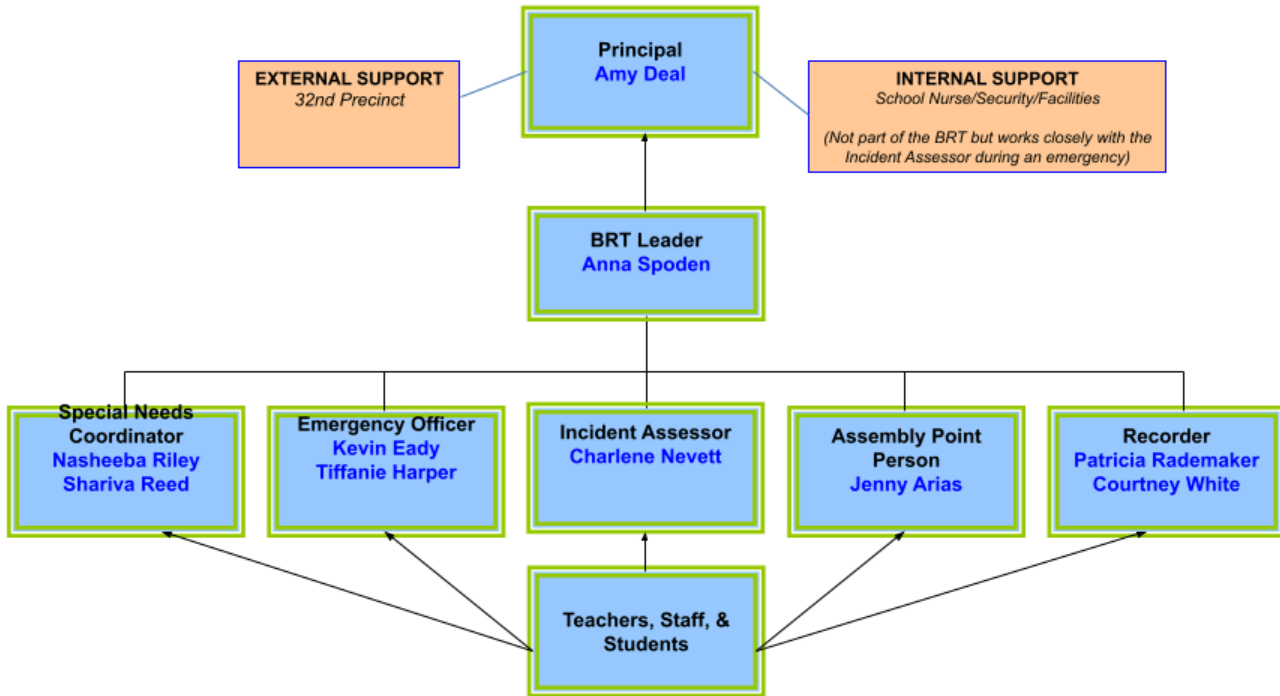 Principal
Amy Deal
EXTERNAL SUPPORT
32nd Precinct
INTERNAL SUPPORT
School Nurse/Security/Facilities
(Not part of the BRT but works closely with the
Incident Assessor during an emergency)
BRT Leader
Anna Spoden
Special Needs
Coordinator
Nasheeba Riley
Shariva Reed
Emergency Officer
Kevin Eady
Tiffanie Harper
Incident Assessor
Charlene Nevett
Assembly Point
Person
Jenny Arias
Recorder
Patricia Rademaker
Courtney White
Teachers, Staff, &
Students